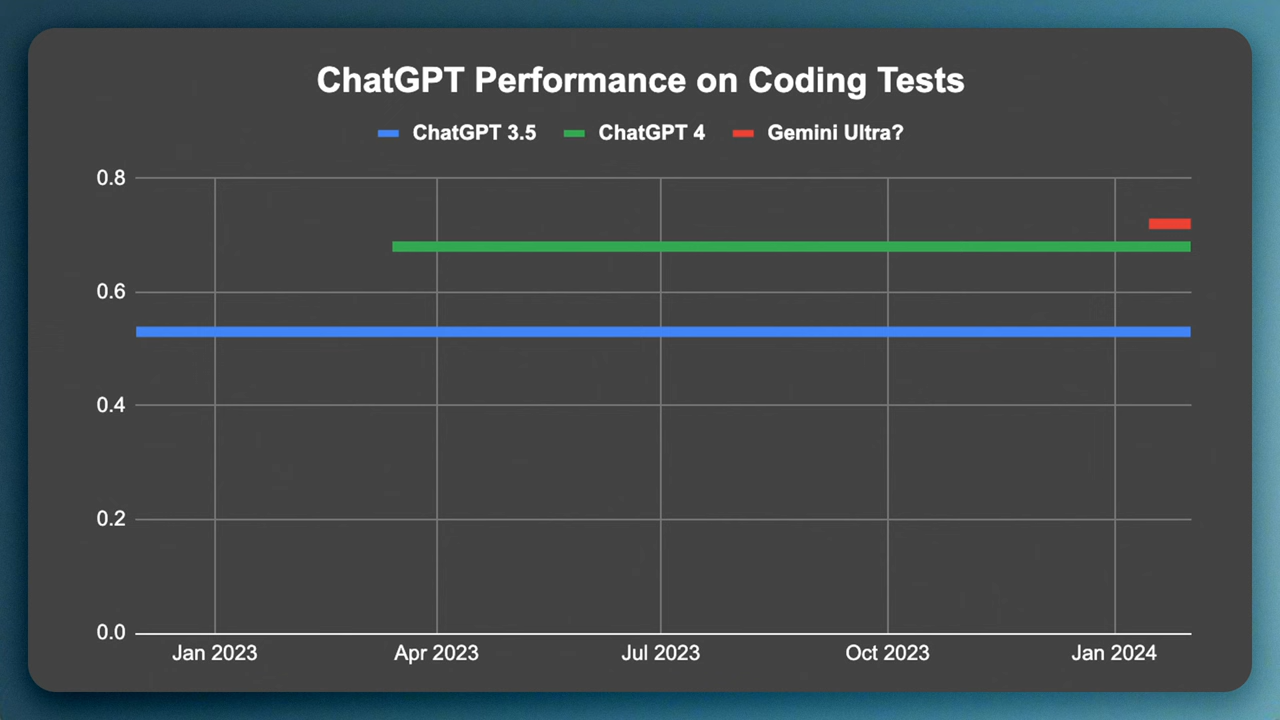 ChatGPT Performance on Coding Tests
ChatGPT 3.5 ChatGPT 4 Gemini Ultra?
0.8
0.6
0.4
0.2
0.0
Jan 2023 Apr 2023 Jul 2023 Oct 2023 Jan 2024